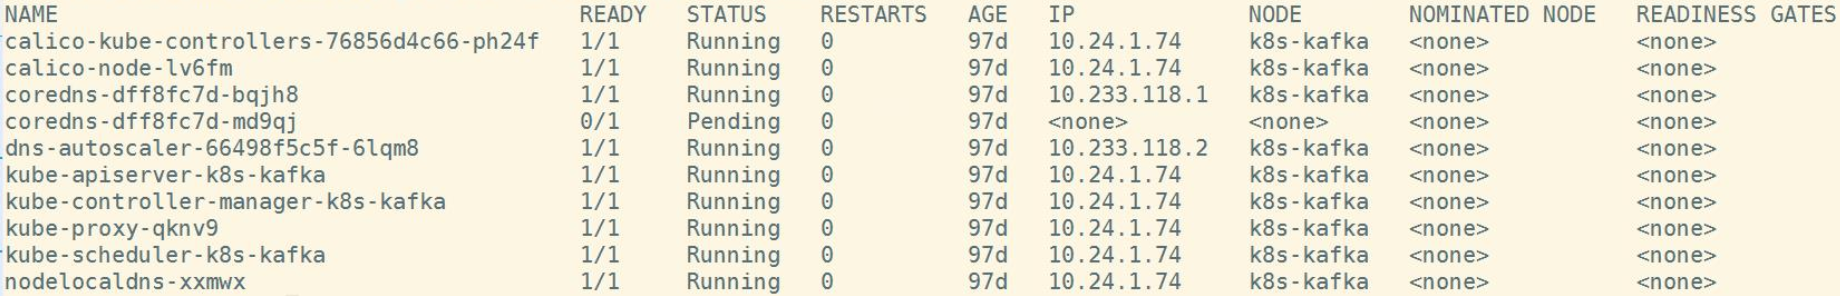 NAME READY STATUS RESTARTS AGE IP NODE NOMINATED NODE READINESS GATES
calico-kube-controllers-76856d4c66-ph24f 1/1 Running 0 97d 10.24.1.74 k8s-kafka <none> <none>
calico-node-lv6fm 1/1 Running 0 97d 10.24.1.74 k8s-kafka <none> <none>
coredns-dff8fc7d-bqjh8 1/1 Running 0 97d 10.233.118.1 k8s-kafka <none> <none>
coredns-dff8fc7d-md9qj 0/1 Pending 0 97d <none> <none> <none> <none>
dns-autoscaler-66498f5c5f-6lqm8 1/1 Running 0 97d 10.233.118.2 k8s-kafka <none> <none>
kube-apiserver-k8s-kafka 1/1 Running 0 97d 10.24.1.74 k8s-kafka <none> <none>
kube-controller-manager-k8s-kafka 1/1 Running 0 97d 10.24.1.74 k8s-kafka <none> <none>
kube-proxy-qknv9 1/1 Running 0 97d 10.24.1.74 k8s-kafka <none> <none>
kube-scheduler-k8s-kafka 1/1 Running 0 97d 10.24.1.74 k8s-kafka <none> <none>
nodelocaldns-xxmwx 1/1 Running 0 97d 10.24.1.74 k8s-kafka <none> <none>